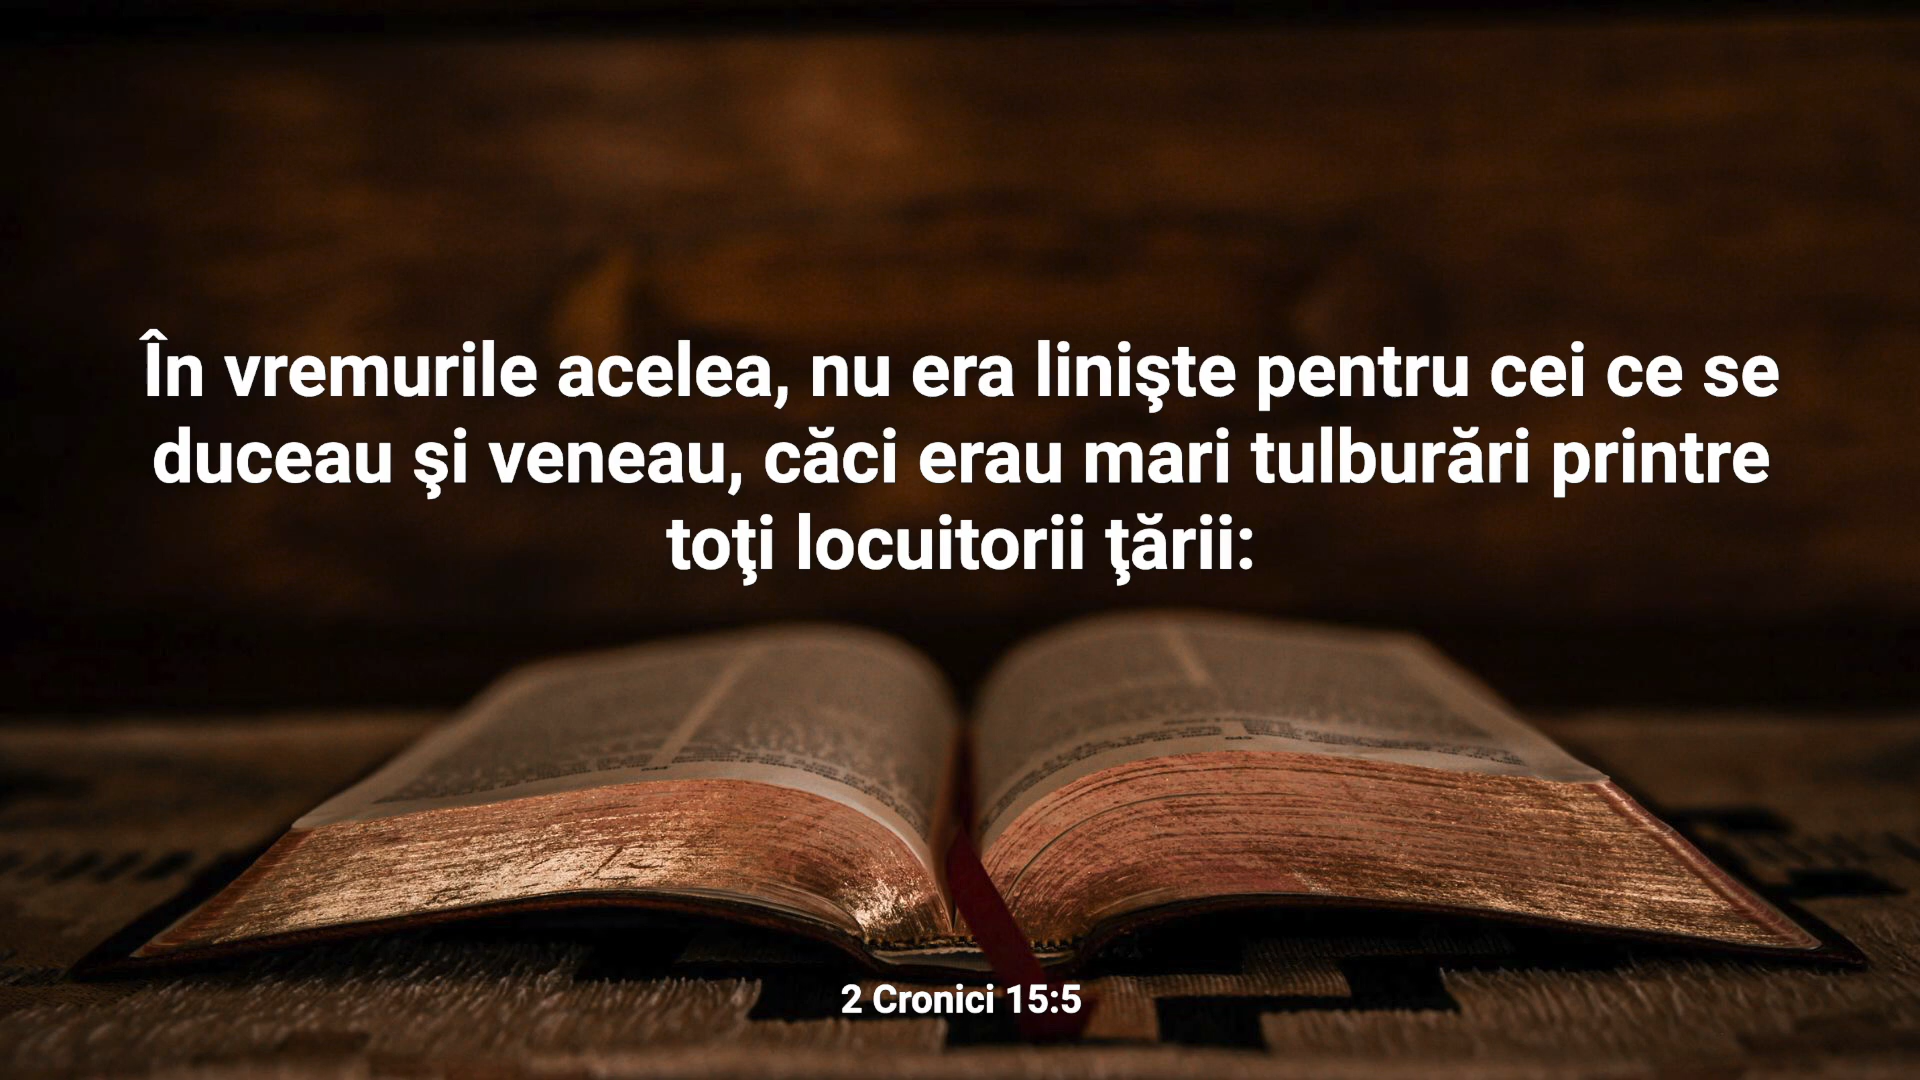 În vremurile acelea, nu era linişte pentru cei ce se
duceau şi veneau, căci erau mari tulburări printre
toţi locuitorii ţării:
2 Cronici 15:5